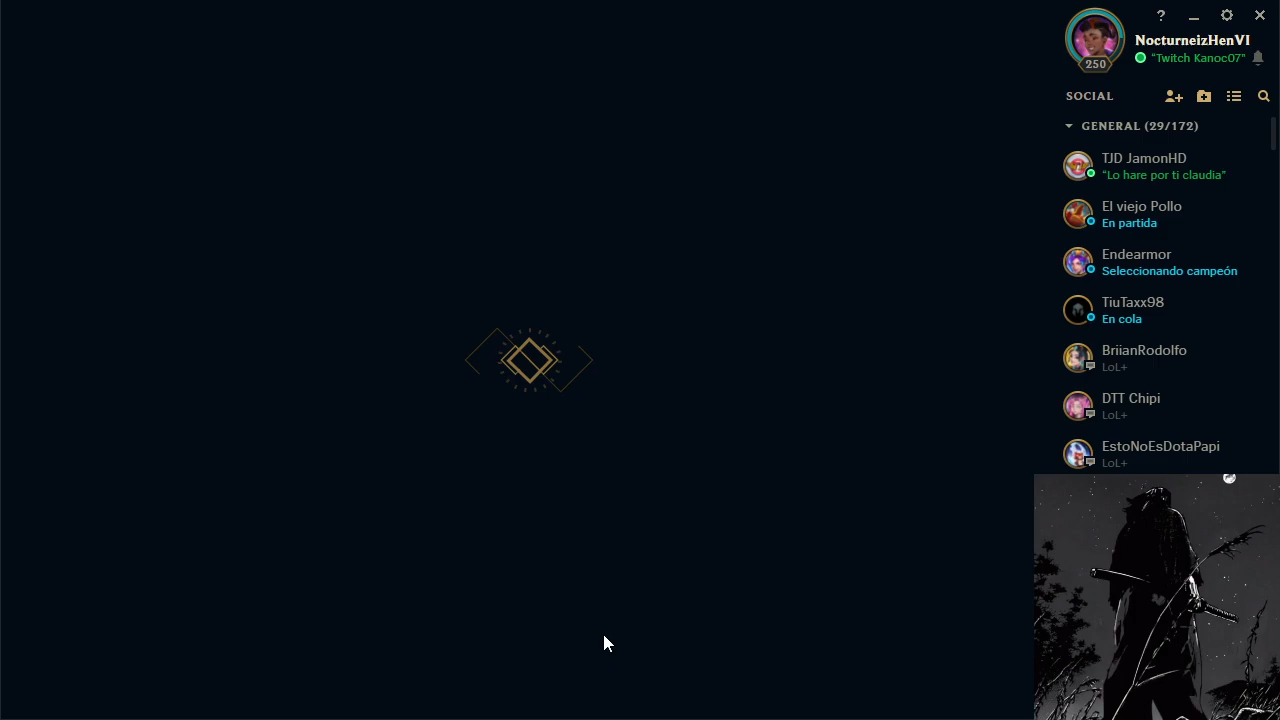 ?
NocturneizHenVI
250
“Twitch Kanoc07”
SOCIAL
GENERAL (29/172)
TJD JamonHD
“Lo hare por ti claudia”
El viejo Pollo
En partida
Endearmor
Seleccionando campeón
TiuTaxx98
En cola
BriianRodolfo
LoL+
DTT Chipi
LoL+
EstoNoEsDotaPapi
LoL+